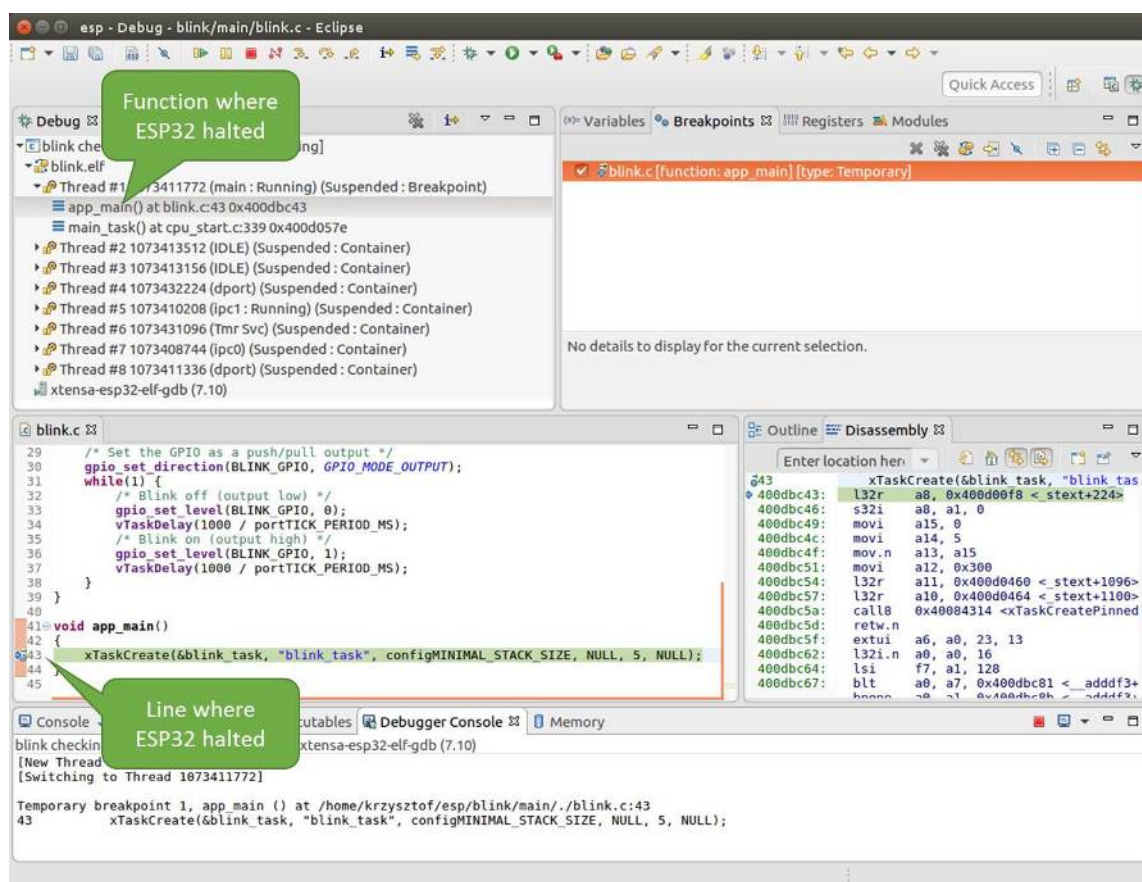 esp - Debug - blink/main/blink.c - Eclipse
Quick Access
Function where
ESP32 halted
Debug
blink che ing]
blink.elf
Thread #1 1073411772 (main : Running) (Suspended : Breakpoint)
app_main() at blink.c:43 0x400dbc43
main_task() at cpu_start.c:339 0x400d057e
Thread #2 1073413512 (IDLE) (Suspended : Container)
Thread #3 1073413156 (IDLE) (Suspended : Container)
Thread #4 1073432224 (dport) (Suspended : Container)
Thread #5 1073410208 (ipc1 : Running) (Suspended : Container)
Thread #6 1073431096 (Tmr Svc) (Suspended : Container)
Thread #7 1073408744 (ipc0) (Suspended : Container)
Thread #8 1073411336 (dport) (Suspended : Container)
xtensa-esp32-elf-gdb (7.10)
(x)= Variables Breakpoints Registers Modules
blink.c [function: app_main] [type: Temporary]
No details to display for the current selection.
blink.c
29 /* Set the GPIO as a push/pull output */
30 gpio_set_direction(BLINK_GPIO, GPIO_MODE_OUTPUT);
31 while(1) {
32 /* Blink off (output low) */
33 gpio_set_level(BLINK_GPIO, 0);
34 vTaskDelay(1000 / portTICK_PERIOD_MS);
35 /* Blink on (output high) */
36 gpio_set_level(BLINK_GPIO, 1);
37 vTaskDelay(1000 / portTICK_PERIOD_MS);
38 }
39 }
40
41 void app_main()
42 {
43 xTaskCreate(&blink_task, "blink_task", configMINIMAL_STACK_SIZE, NULL, 5, NULL);
44 }
45
Line where
ESP32 halted
Outline Disassembly
Enter location her
43 xTaskCreate(&blink_task, "blink_tas
400dbc43: l32r a8, 0x400d00f8 <_stext+224>
400dbc46: s32i a8, a1, 0
400dbc49: movi a15, 0
400dbc4c: movi a14, 5
400dbc4f: mov.n a13, a15
400dbc51: movi a12, 0x300
400dbc54: l32r a11, 0x400d0460 <_stext+1096>
400dbc57: l32r a10, 0x400d0464 <_stext+1100>
400dbc5a: call8 0x40084314 <xTaskCreatePinned
400dbc5d: retw.n
400dbc5f: extui a6, a0, 23, 13
400dbc62: l32i.n a0, a0, 16
400dbc64: lsi f7, a1, 128
400dbc67: blt a0, a7, 0x400dbc81 <__adddf3+
Console cutables Debugger Console Memory
blink checkin xtensa-esp32-elf-gdb (7.10)
[New Thread
[Switching to Thread 1073411772]
Temporary breakpoint 1, app_main () at /home/krzysztof/esp/blink/main/./blink.c:43
43 xTaskCreate(&blink_task, "blink_task", configMINIMAL_STACK_SIZE, NULL, 5, NULL);